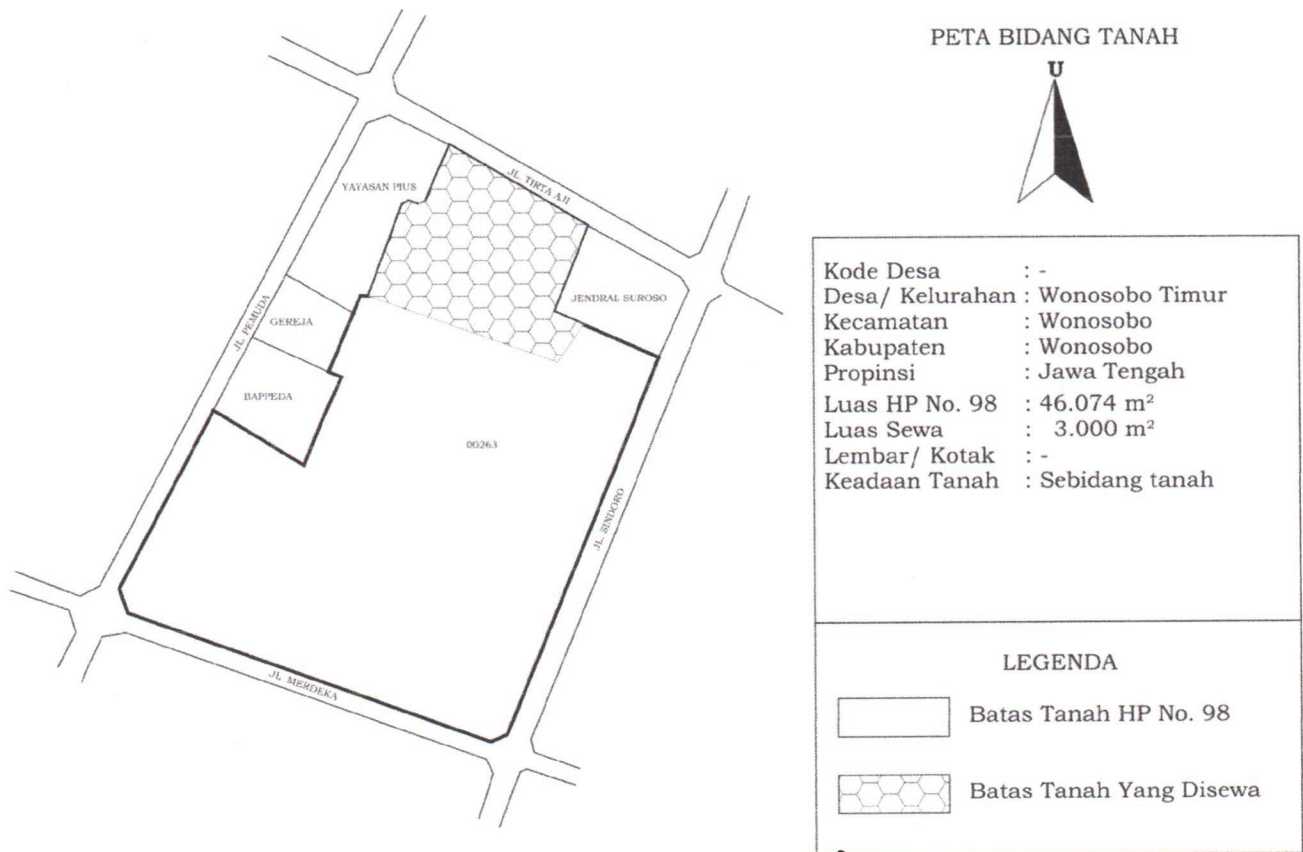 PETA BIDANG TANAH
U
JL. TIRTA AJI
YAYASAN PIUS
JENDRAL SUROSO
GEREJA
JL. PEMUDA
BAPPEDA
00263
JL. SINDORO
JL. MERDEKA
Kode Desa : -
Desa/ Kelurahan : Wonosobo Timur
Kecamatan : Wonosobo
Kabupaten : Wonosobo
Propinsi : Jawa Tengah
Luas HP No. 98 : 46.074 m²
Luas Sewa : 3.000 m²
Lembar/ Kotak : -
Keadaan Tanah : Sebidang tanah
LEGENDA
Batas Tanah HP No. 98
Batas Tanah Yang Disewa